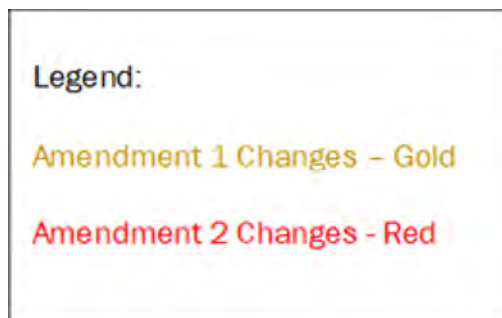 Legend:
Amendment 1 Changes – Gold
Amendment 2 Changes - Red